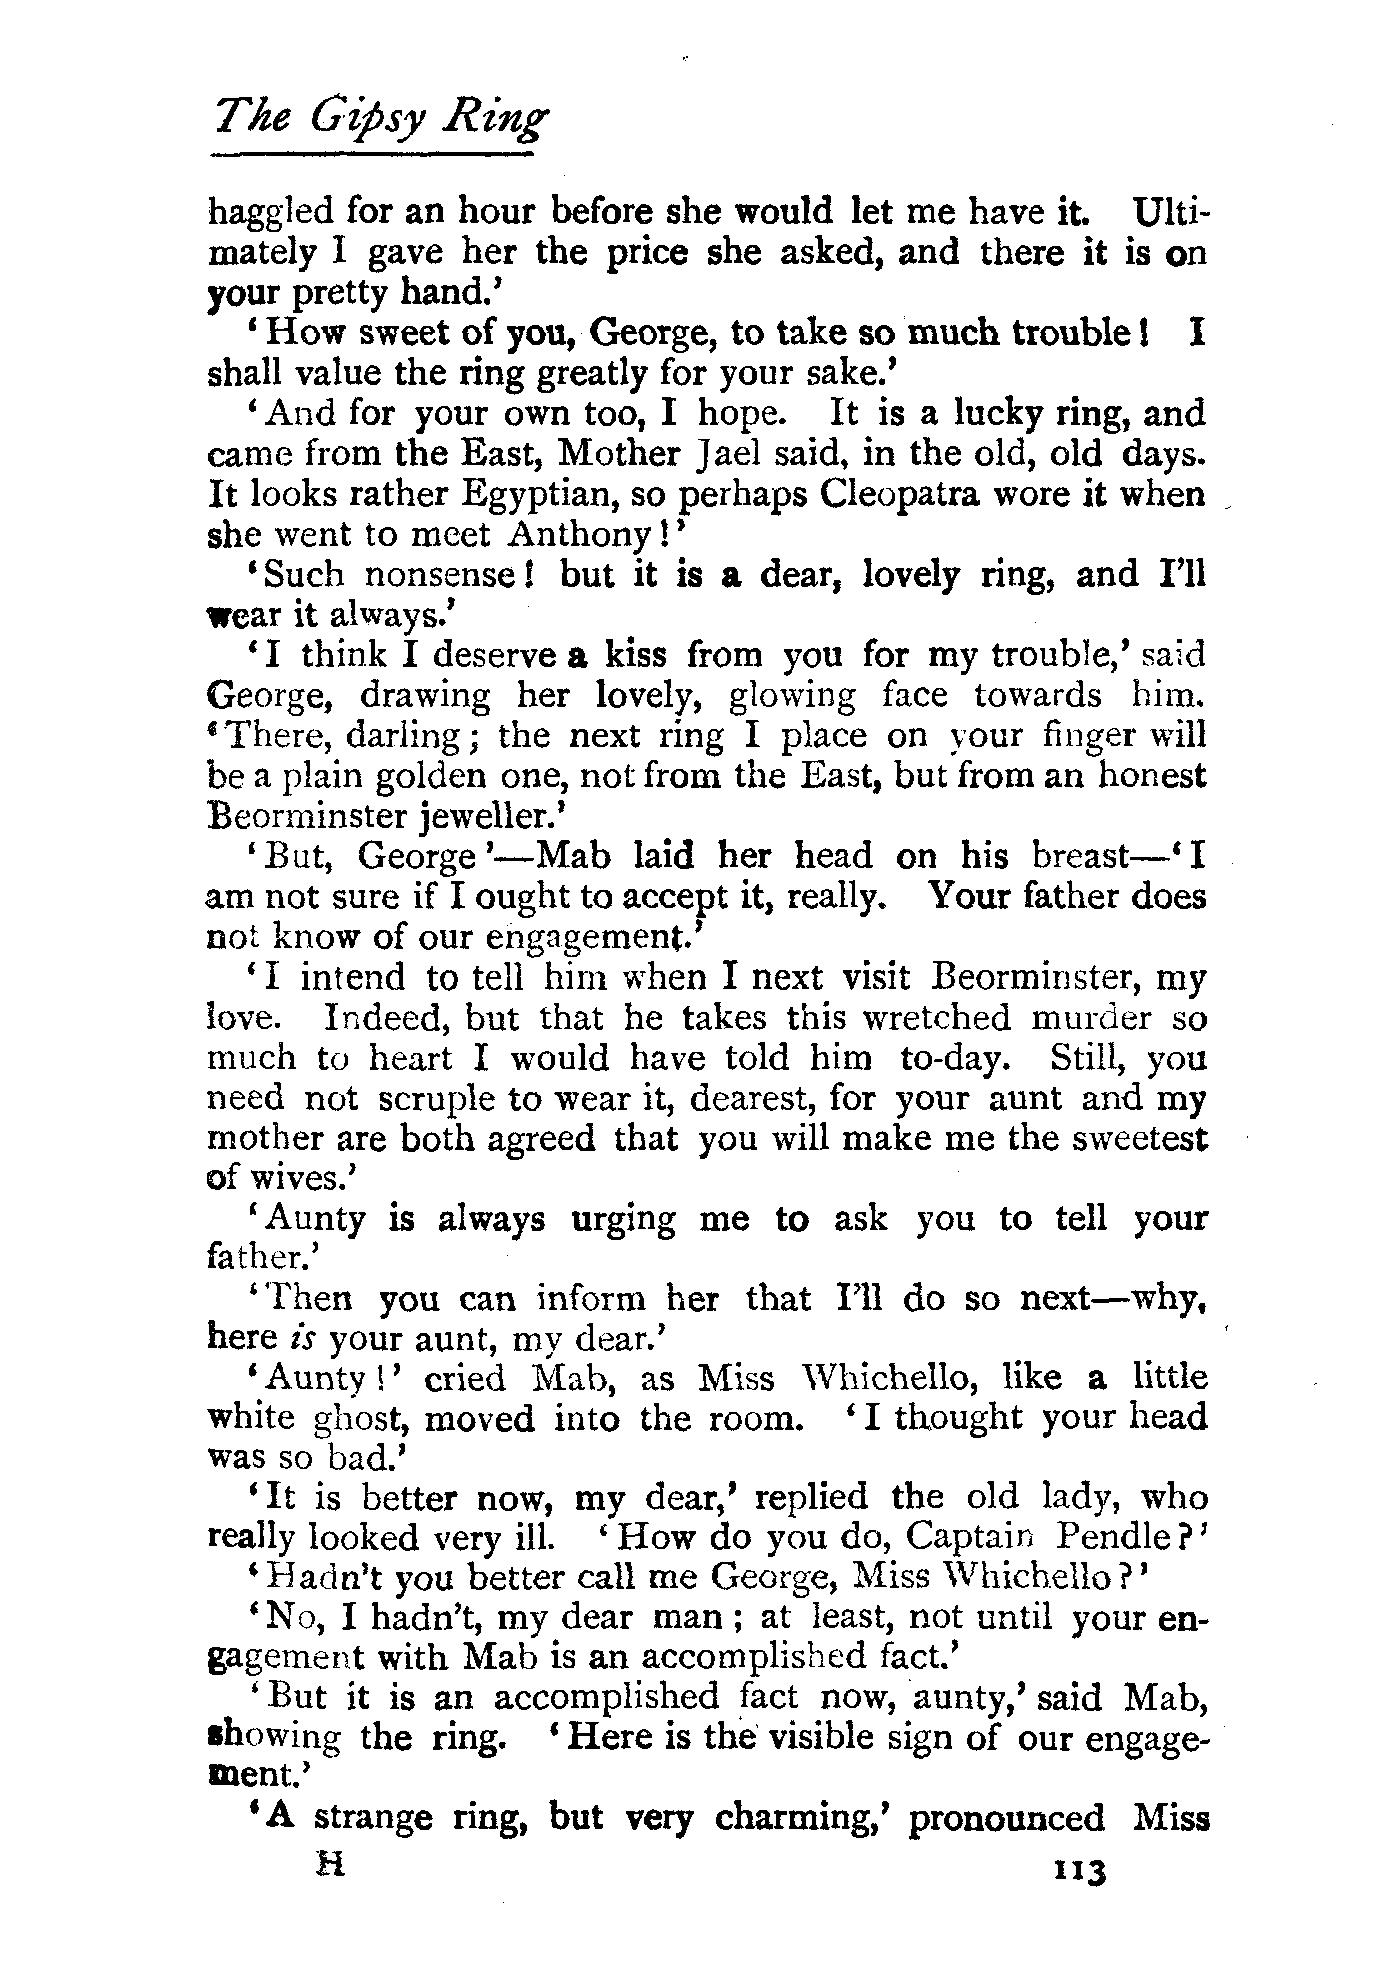 The Gipsy Ring
haggled for an hour before she would let me have it. Ulti-
mately I gave her the price she asked, and there it is on
your pretty hand.’
‘How sweet of you, George, to take so much trouble! I
shall value the ring greatly for your sake.’
‘And for your own too, I hope. It is a lucky ring, and
came from the East, Mother Jael said, in the old, old days.
It looks rather Egyptian, so perhaps Cleopatra wore it when
she went to meet Anthony!’
‘Such nonsense! but it is a dear, lovely ring, and I’ll
wear it always.’
‘I think I deserve a kiss from you for my trouble,’ said
George, drawing her lovely, glowing face towards him.
‘There, darling; the next ring I place on your finger will
be a plain golden one, not from the East, but from an honest
Beorminster jeweller.’
‘But, George’—Mab laid her head on his breast—‘I
am not sure if I ought to accept it, really. Your father does
not know of our engagement.’
‘I intend to tell him when I next visit Beorminster, my
love. Indeed, but that he takes this wretched murder so
much to heart I would have told him to-day. Still, you
need not scruple to wear it, dearest, for your aunt and my
mother are both agreed that you will make me the sweetest
of wives.’
‘Aunty is always urging me to ask you to tell your
father.’
‘Then you can inform her that I’ll do so next—why,
here is your aunt, my dear.’
‘Aunty!’ cried Mab, as Miss Whichello, like a little
white ghost, moved into the room. ‘I thought your head
was so bad.’
‘It is better now, my dear,’ replied the old lady, who
really looked very ill. ‘How do you do, Captain Pendle?’
‘Hadn’t you better call me George, Miss Whichello?’
‘No, I hadn’t, my dear man; at least, not until your en-
gagement with Mab is an accomplished fact.’
‘But it is an accomplished fact now, aunty,’ said Mab,
showing the ring. ‘Here is the visible sign of our engage-
ment.’
‘A strange ring, but very charming,’ pronounced Miss
H 113